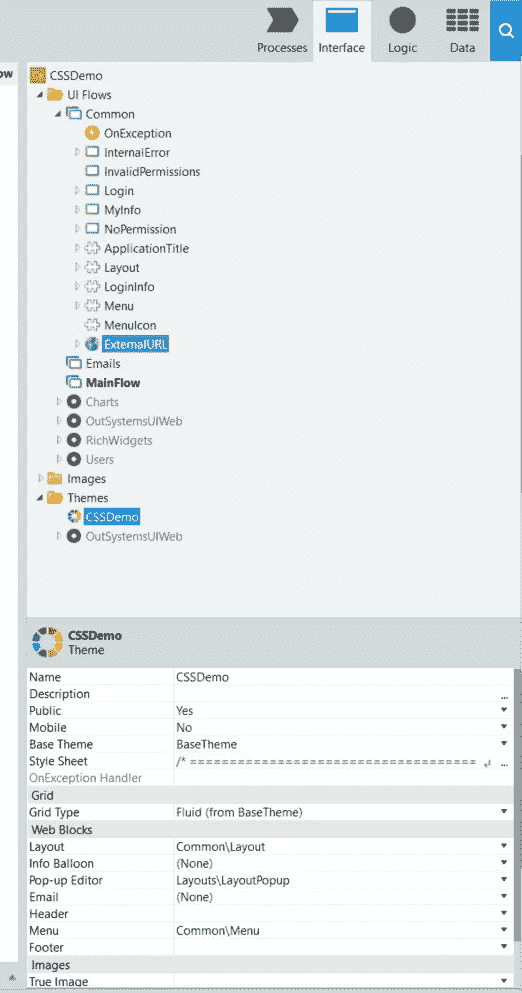 Processes Interface Logic Data
ow
CSSDemo
UI Flows
Common
OnException
InternalError
InvalidPermissions
Login
MyInfo
NoPermission
ApplicationTitle
Layout
LoginInfo
Menu
MenuIcon
ExternalURL
Emails
MainFlow
Charts
OutSystemsUIWeb
RichWidgets
Users
Images
Themes
CSSDemo
OutSystemsUIWeb
CSSDemo
Theme
Name CSSDemo
Description ...
Public Yes
Mobile No
Base Theme BaseTheme
Style Sheet /* ==================================== ↵ ...
OnException Handler
Grid
Grid Type Fluid (from BaseTheme)
Web Blocks
Layout Common\Layout
Info Balloon (None)
Pop-up Editor Layouts\LayoutPopup
Email (None)
Header
Menu Common\Menu
Footer
Images
True Image